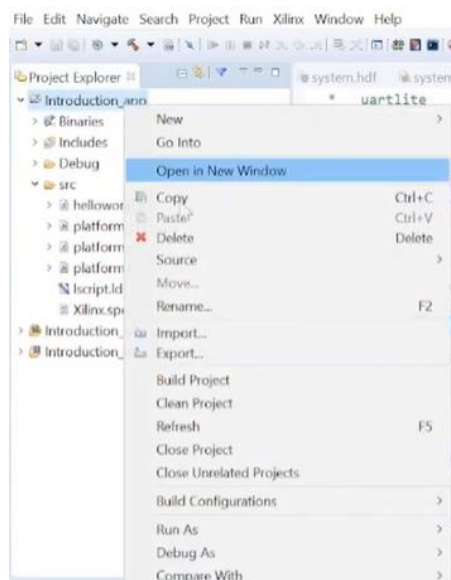 File Edit Navigate Search Project Run Xilinx Window Help
Project Explorer
system.hdf
system
Introduction_app
* uartlite
Binaries
Includes
Debug
src
hellowor
platform
platform
platform
lscript.ld
Xilinx.spe
Introduction_
Introduction_
New
Go Into
Open in New Window
Copy Ctrl+C
Paste Ctrl+V
Delete Delete
Source
Move...
Rename... F2
Import...
Export...
Build Project
Clean Project
Refresh F5
Close Project
Close Unrelated Projects
Build Configurations
Run As
Debug As
Compare With